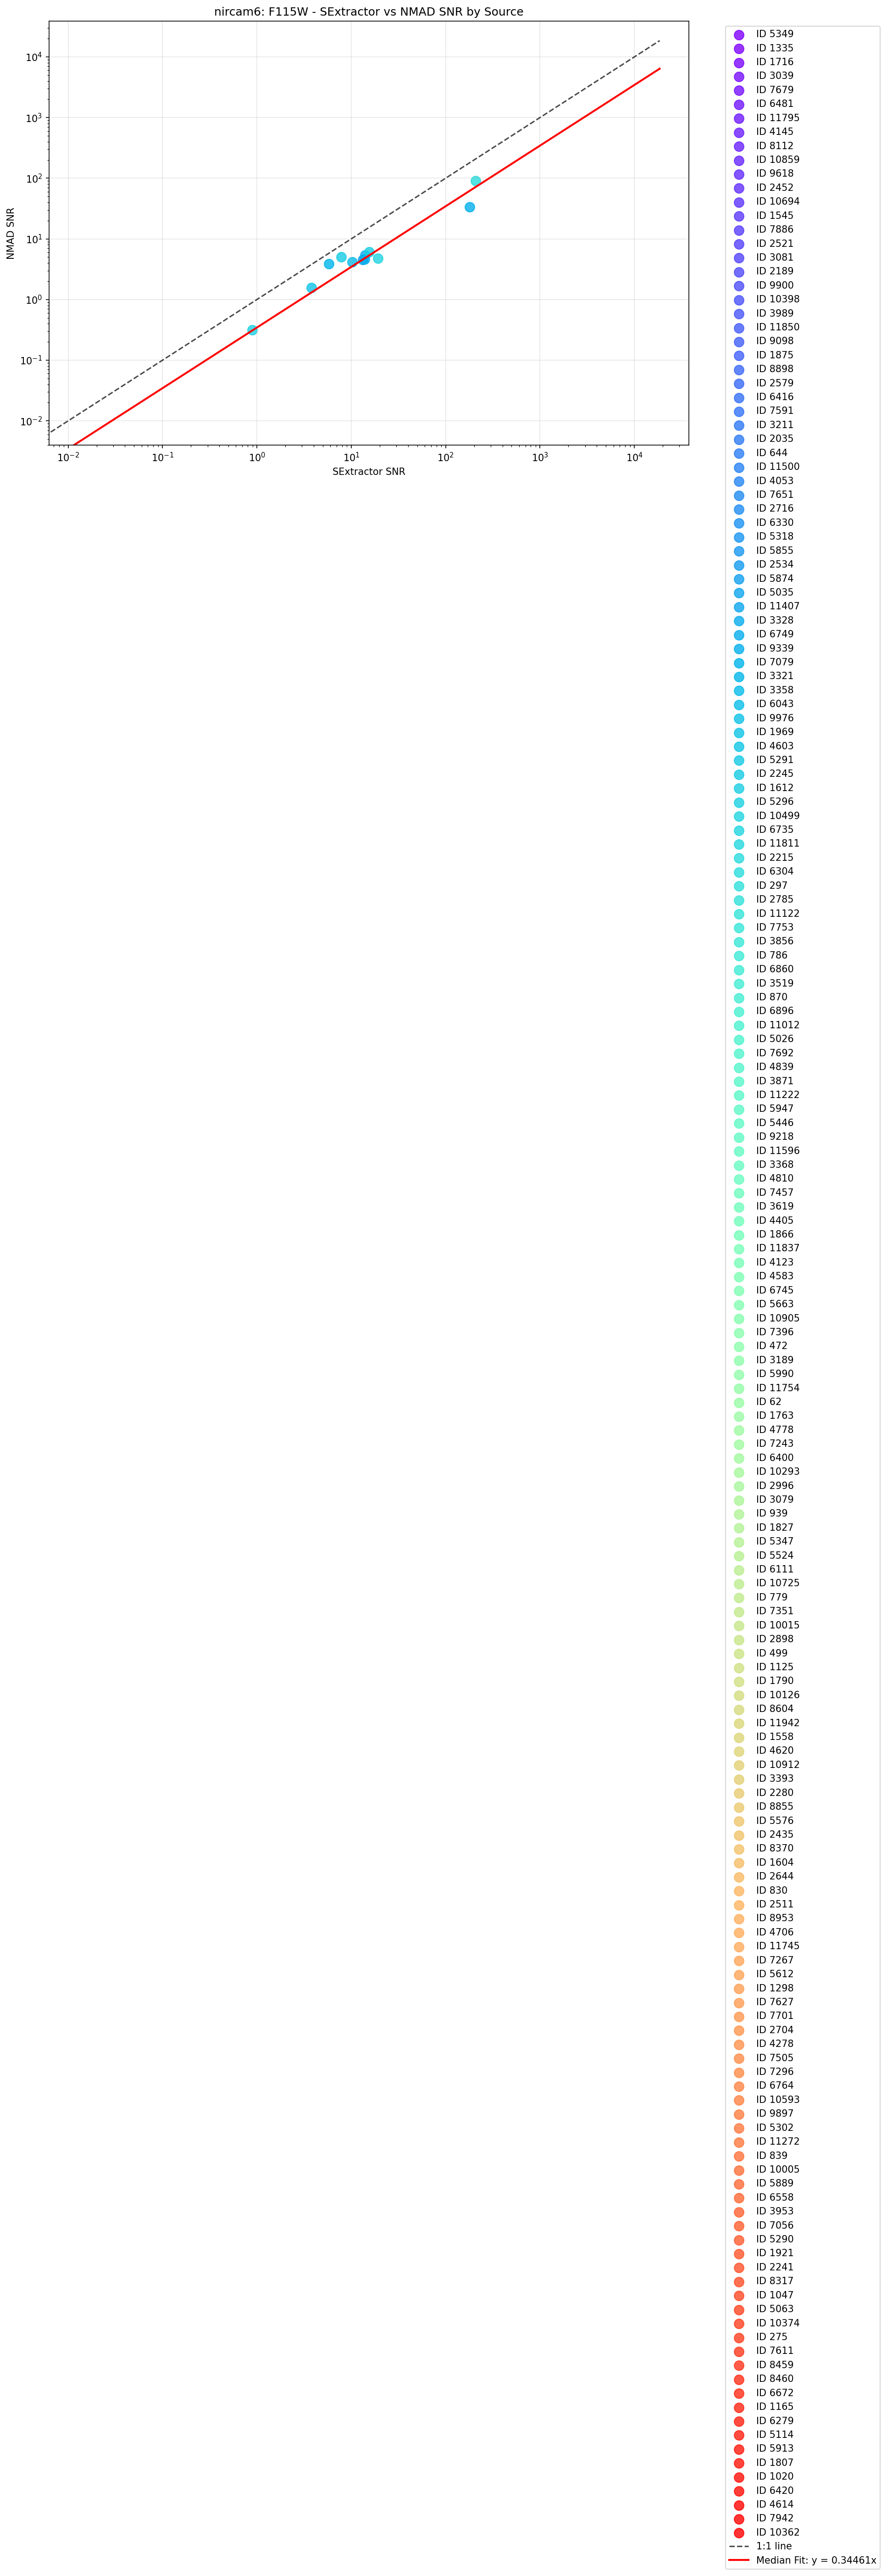 nircam6: F115W - SExtractor vs NMAD SNR by Source
NMAD SNR
10⁴
10³
10²
10¹
10⁰
10⁻¹
10⁻²
10⁻²
10⁻¹
10⁰
10¹
10²
10³
10⁴
SExtractor SNR
ID 5349
ID 1335
ID 1716
ID 3039
ID 7679
ID 6481
ID 11795
ID 4145
ID 8112
ID 10859
ID 9618
ID 2452
ID 10694
ID 1545
ID 7886
ID 2521
ID 3081
ID 2189
ID 9900
ID 10398
ID 3989
ID 11850
ID 9098
ID 1875
ID 8898
ID 2579
ID 6416
ID 7591
ID 3211
ID 2035
ID 644
ID 11500
ID 4053
ID 7651
ID 2716
ID 6330
ID 5318
ID 5855
ID 2534
ID 5874
ID 5035
ID 11407
ID 3328
ID 6749
ID 9339
ID 7079
ID 3321
ID 3358
ID 6043
ID 9976
ID 1969
ID 4603
ID 5291
ID 2245
ID 1612
ID 5296
ID 10499
ID 6735
ID 11811
ID 2215
ID 6304
ID 297
ID 2785
ID 11122
ID 7753
ID 3856
ID 786
ID 6860
ID 3519
ID 870
ID 6896
ID 11012
ID 5026
ID 7692
ID 4839
ID 3871
ID 11222
ID 5947
ID 5446
ID 9218
ID 11596
ID 3368
ID 4810
ID 7457
ID 3619
ID 4405
ID 1866
ID 11837
ID 4123
ID 4583
ID 6745
ID 5663
ID 10905
ID 7396
ID 472
ID 3189
ID 5990
ID 11754
ID 62
ID 1763
ID 4778
ID 7243
ID 6400
ID 10293
ID 2996
ID 3079
ID 939
ID 1827
ID 5347
ID 5524
ID 6111
ID 10725
ID 779
ID 7351
ID 10015
ID 2898
ID 499
ID 1125
ID 1790
ID 10126
ID 8604
ID 11942
ID 1558
ID 4620
ID 10912
ID 3393
ID 2280
ID 8855
ID 5576
ID 2435
ID 8370
ID 1604
ID 2644
ID 830
ID 2511
ID 8953
ID 4706
ID 11745
ID 7267
ID 5612
ID 1298
ID 7627
ID 7701
ID 2704
ID 4278
ID 7505
ID 7296
ID 6764
ID 10593
ID 9897
ID 5302
ID 11272
ID 839
ID 10005
ID 5889
ID 6558
ID 3953
ID 7056
ID 5290
ID 1921
ID 2241
ID 8317
ID 1047
ID 5063
ID 10374
ID 275
ID 7611
ID 8459
ID 8460
ID 6672
ID 1165
ID 6279
ID 5114
ID 5913
ID 1807
ID 1020
ID 6420
ID 4614
ID 7942
ID 10362
1:1 line
Median Fit: y = 0.34461x